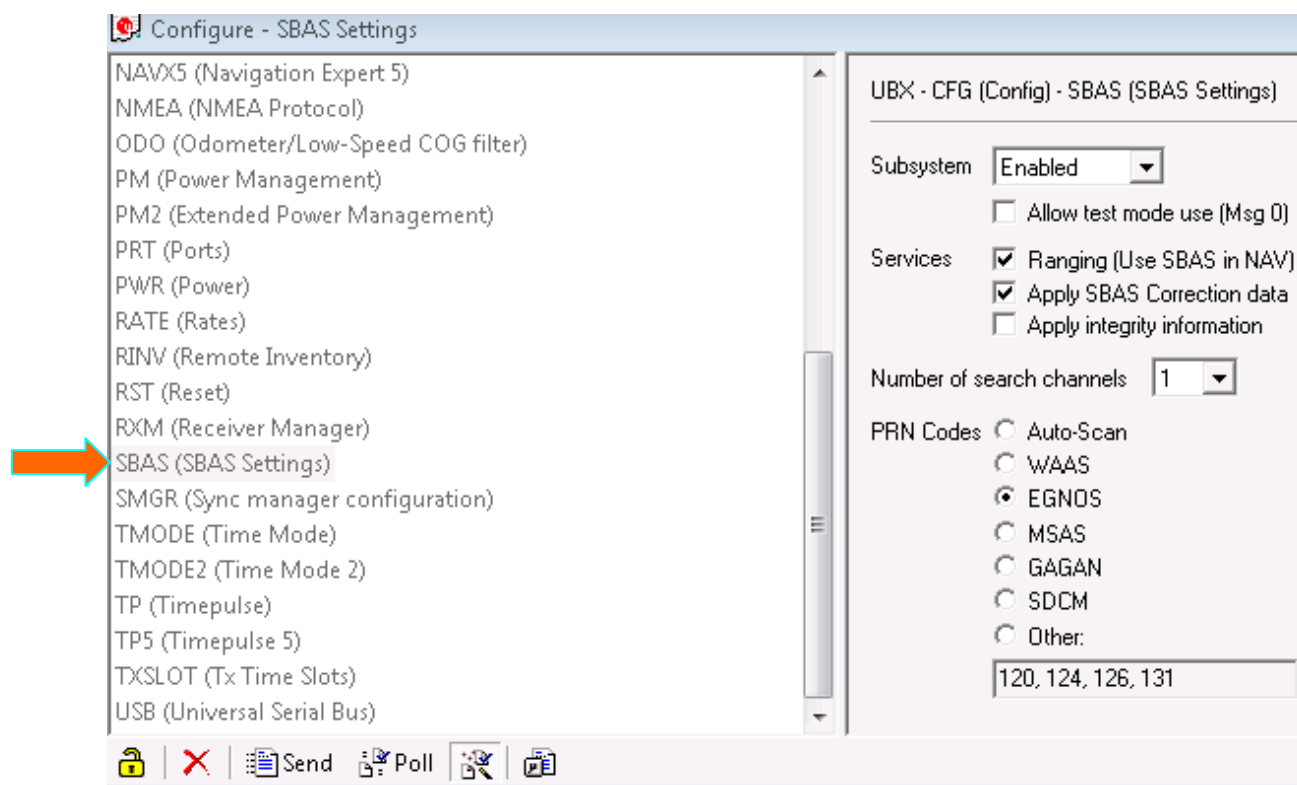 Configure - SBAS Settings
NAVX5 (Navigation Expert 5)
NMEA (NMEA Protocol)
ODO (Odometer/Low-Speed COG filter)
PM (Power Management)
PM2 (Extended Power Management)
PRT (Ports)
PWR (Power)
RATE (Rates)
RINV (Remote Inventory)
RST (Reset)
RXM (Receiver Manager)
SBAS (SBAS Settings)
SMGR (Sync manager configuration)
TMODE (Time Mode)
TMODE2 (Time Mode 2)
TP (Timepulse)
TP5 (Timepulse 5)
TXSLOT (Tx Time Slots)
USB (Universal Serial Bus)
UBX - CFG (Config) - SBAS (SBAS Settings)
Subsystem Enabled
Allow test mode use (Msg 0)
Services Ranging (Use SBAS in NAV)
Apply SBAS Correction data
Apply integrity information
Number of search channels 1
PRN Codes Auto-Scan
WAAS
EGNOS
MSAS
GAGAN
SDCM
Other:
120, 124, 126, 131
Send Poll